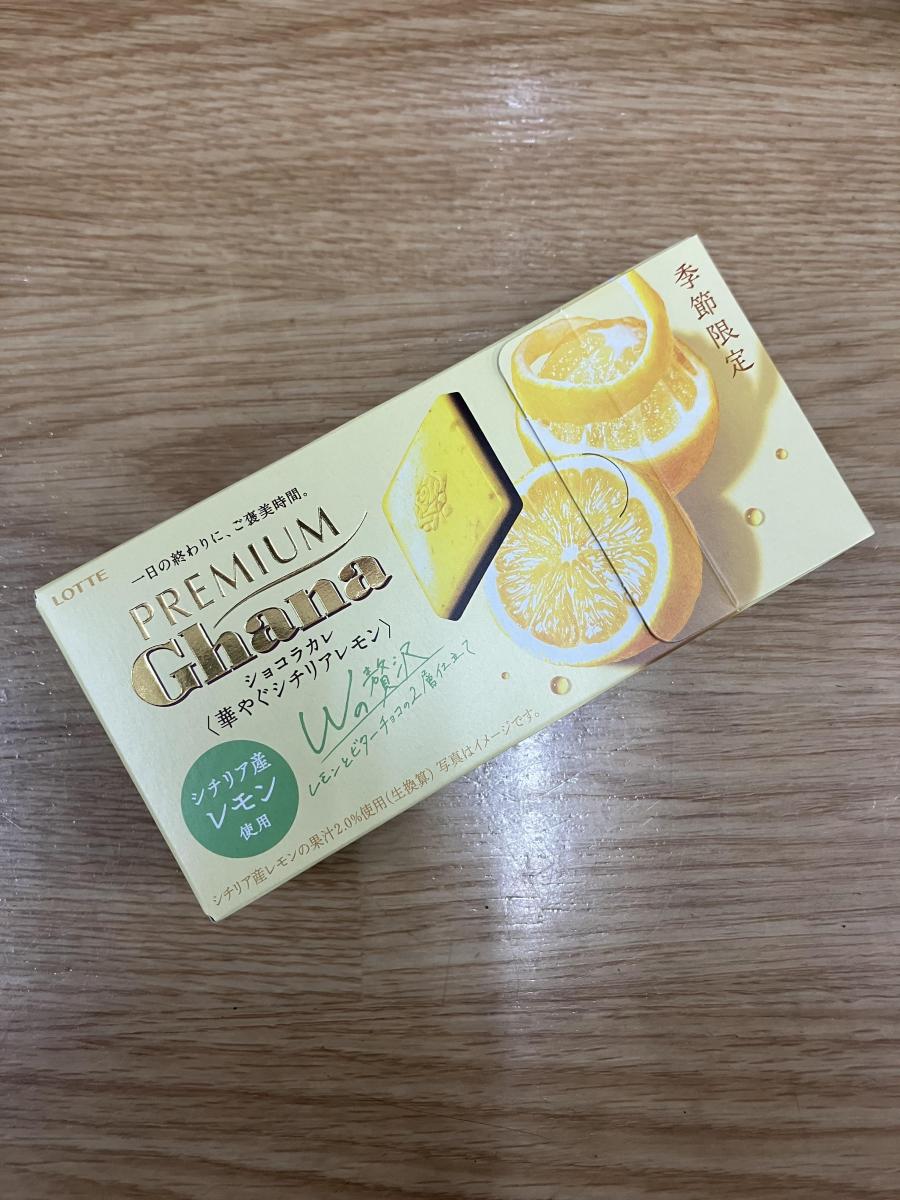 LOTTE
一日の終わりに、ご褒美時間。
PREMIUM
Ghana
ショコラカレ
〈華やぐシチリアレモン〉
Wの贅沢
レモンとビターチョコの2層仕立て
シチリア産
レモン
使用
シチリア産レモンの果汁2.0%使用(生換算) 写真はイメージです。
季節限定